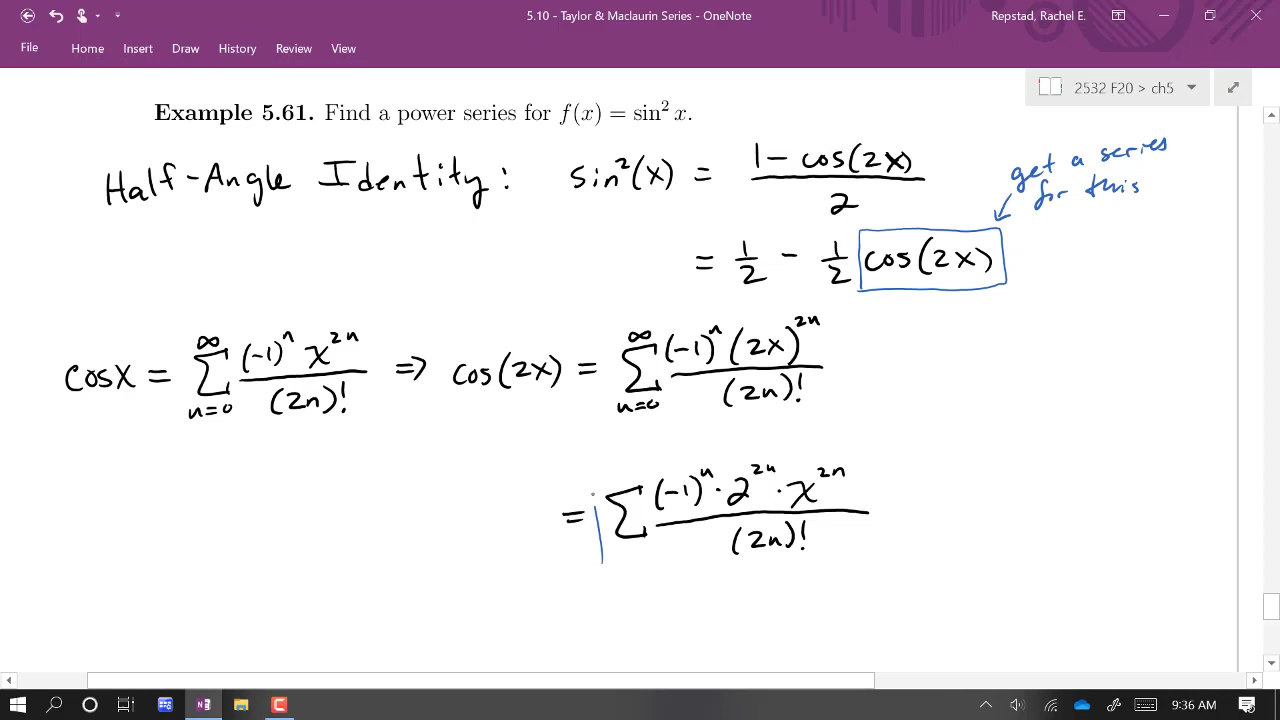 5.10 - Taylor & Maclaurin Series - OneNote
Repstad, Rachel E.
File Home Insert Draw History Review View
2532 F20 > ch5
Example 5.61. Find a power series for f(x) = sin² x.
Half-Angle Identity: sin²(x) = (1 - cos(2x))/2
get a series
for this
= 1/2 - 1/2 cos(2x)
cosx = ∑_{n=0}^{∞} ((-1)^n x^{2n})/(2n)! ⇒ cos(2x) = ∑_{n=0}^{∞} ((-1)^n (2x)^{2n})/(2n)!
= ∑ ((-1)^n · 2^{2n} · x^{2n})/(2n)!
9:36 AM